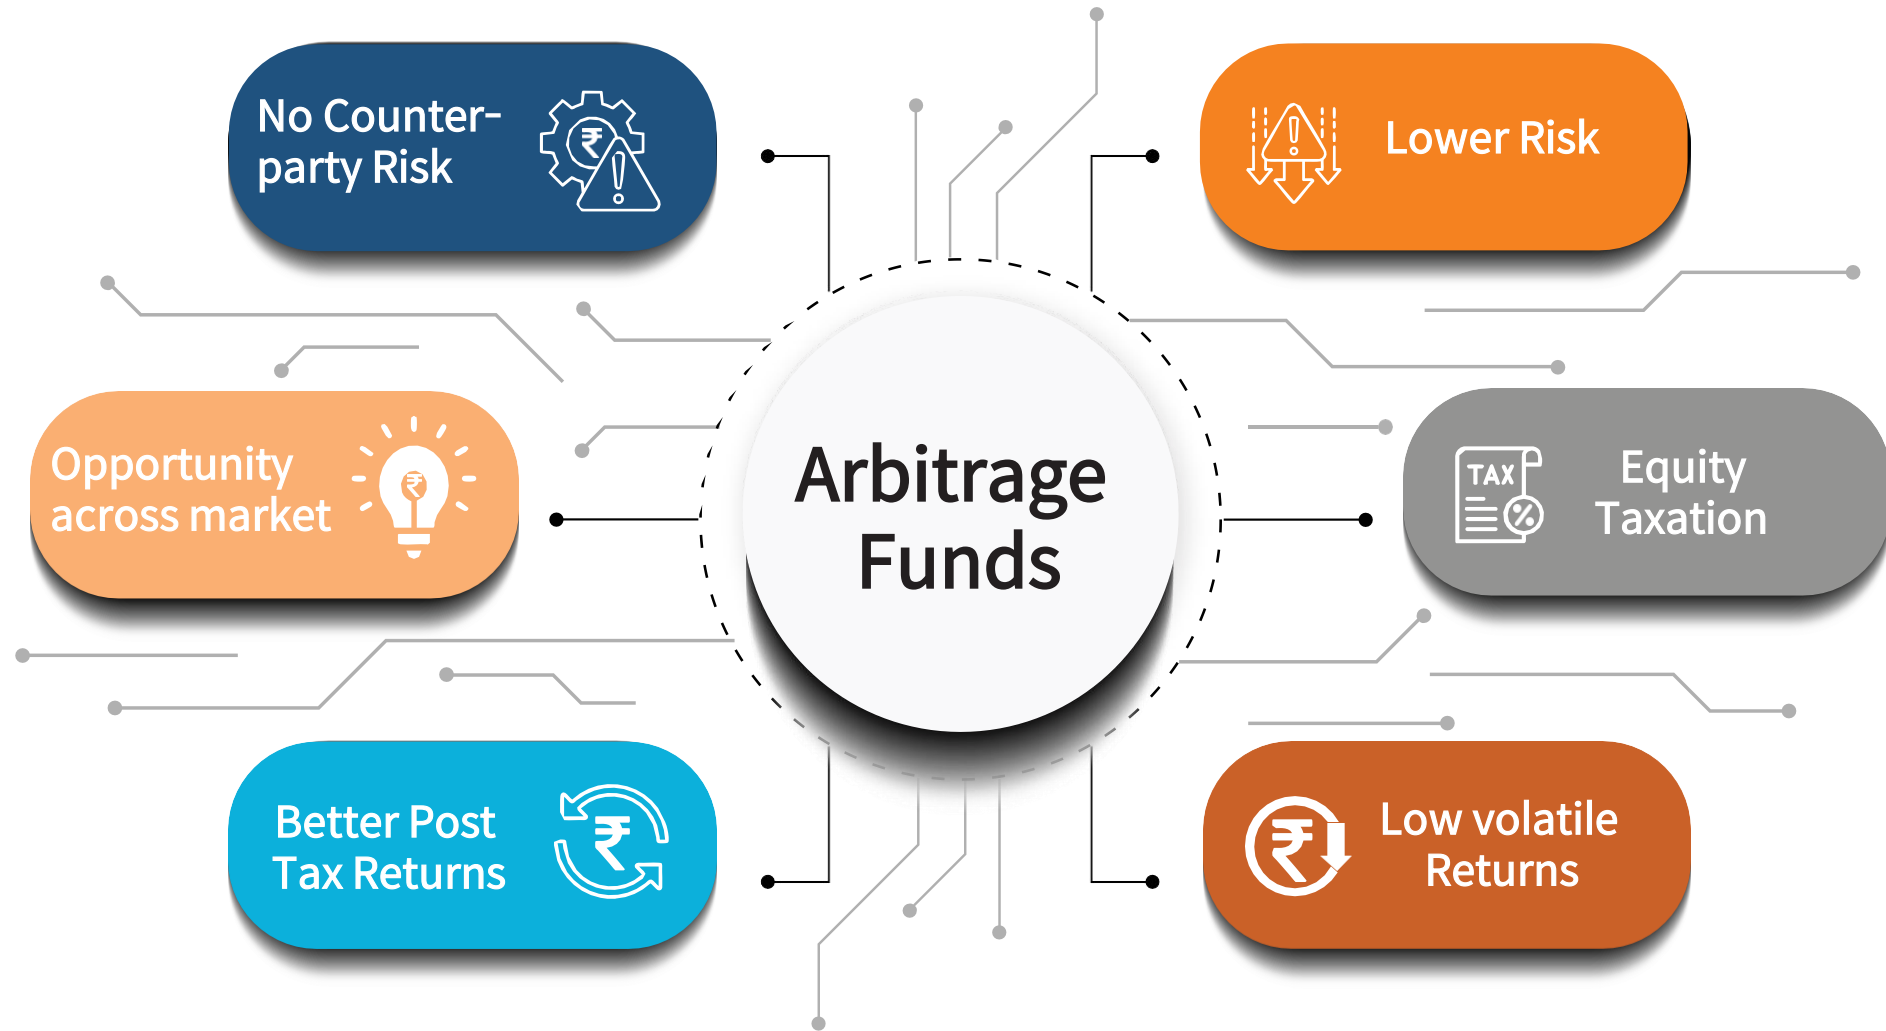 No Counter-
party Risk
₹
Lower Risk
Opportunity
across market
₹
Arbitrage
Funds
TAX
%
Equity
Taxation
Better Post
Tax Returns
₹
₹
Low volatile
Returns